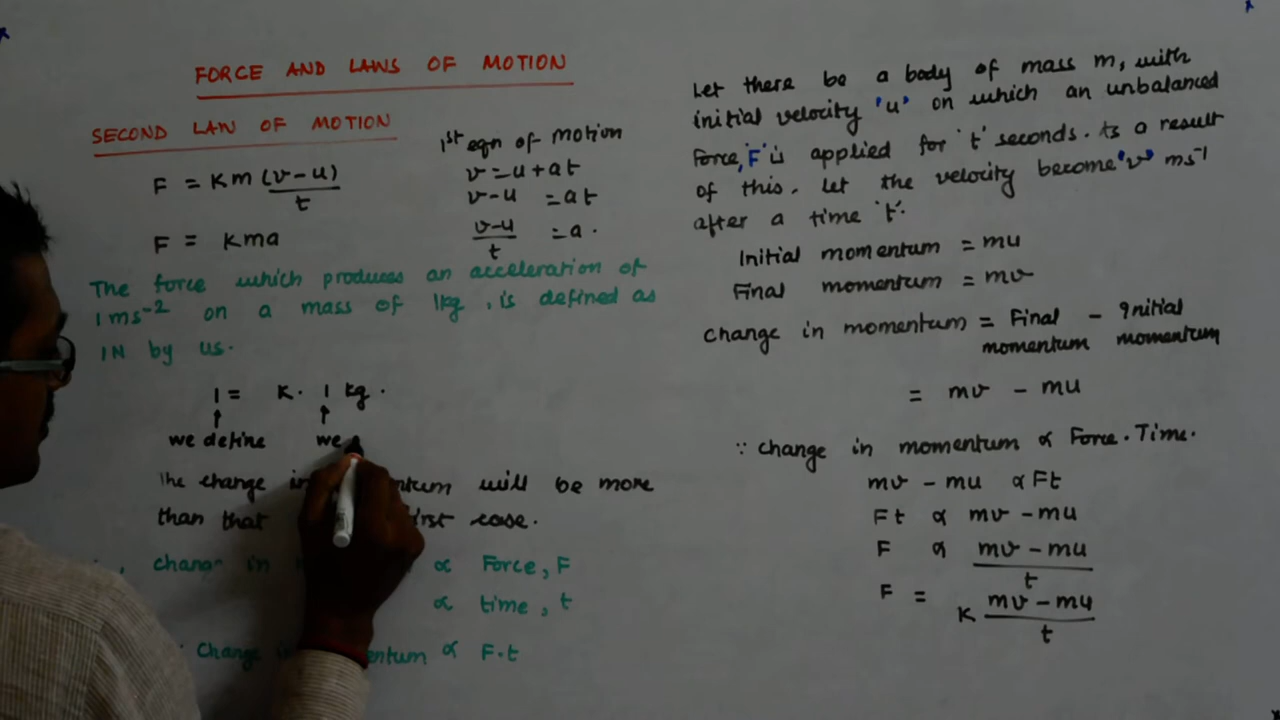 FORCE AND LAWS OF MOTION
SECOND LAW OF MOTION
F = Km (v-u)/t
F = Kma
1st eqn of motion
v = u + at
v-u = at
v-u/t = a.
The force which produces an acceleration of
1ms⁻² on a mass of 1kg, is defined as
1N by us.
1 = K. 1 kg.
we define we
The change in mentum will be more
than that first case.
change in ∝ Force, F
∝ time, t
change in mentum ∝ F.t
Let there be a body of mass m, with
initial velocity 'u' on which an unbalanced
Force, 'F' is applied for 't' seconds. As a result
of this. Let the velocity become 'v' ms⁻¹
after a time 't'.
Initial momentum = mu
Final momentum = mv
Change in momentum = Final - Initial
momentum momentum
= mv - mu
∵ change in momentum ∝ Force. Time.
mv - mu ∝ Ft
Ft ∝ mv - mu
F ∝ mv - mu/t
F = K mv - mu/t